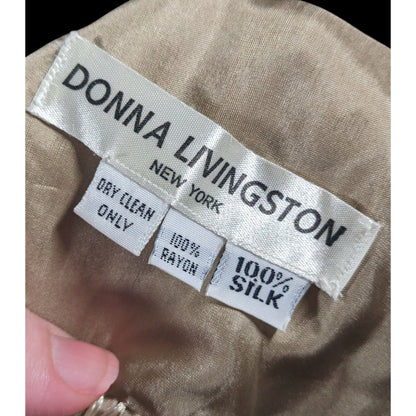 DONNA LIVINGSTON
NEW YORK
DRY CLEAN
ONLY
100%
RAYON
100%
SILK